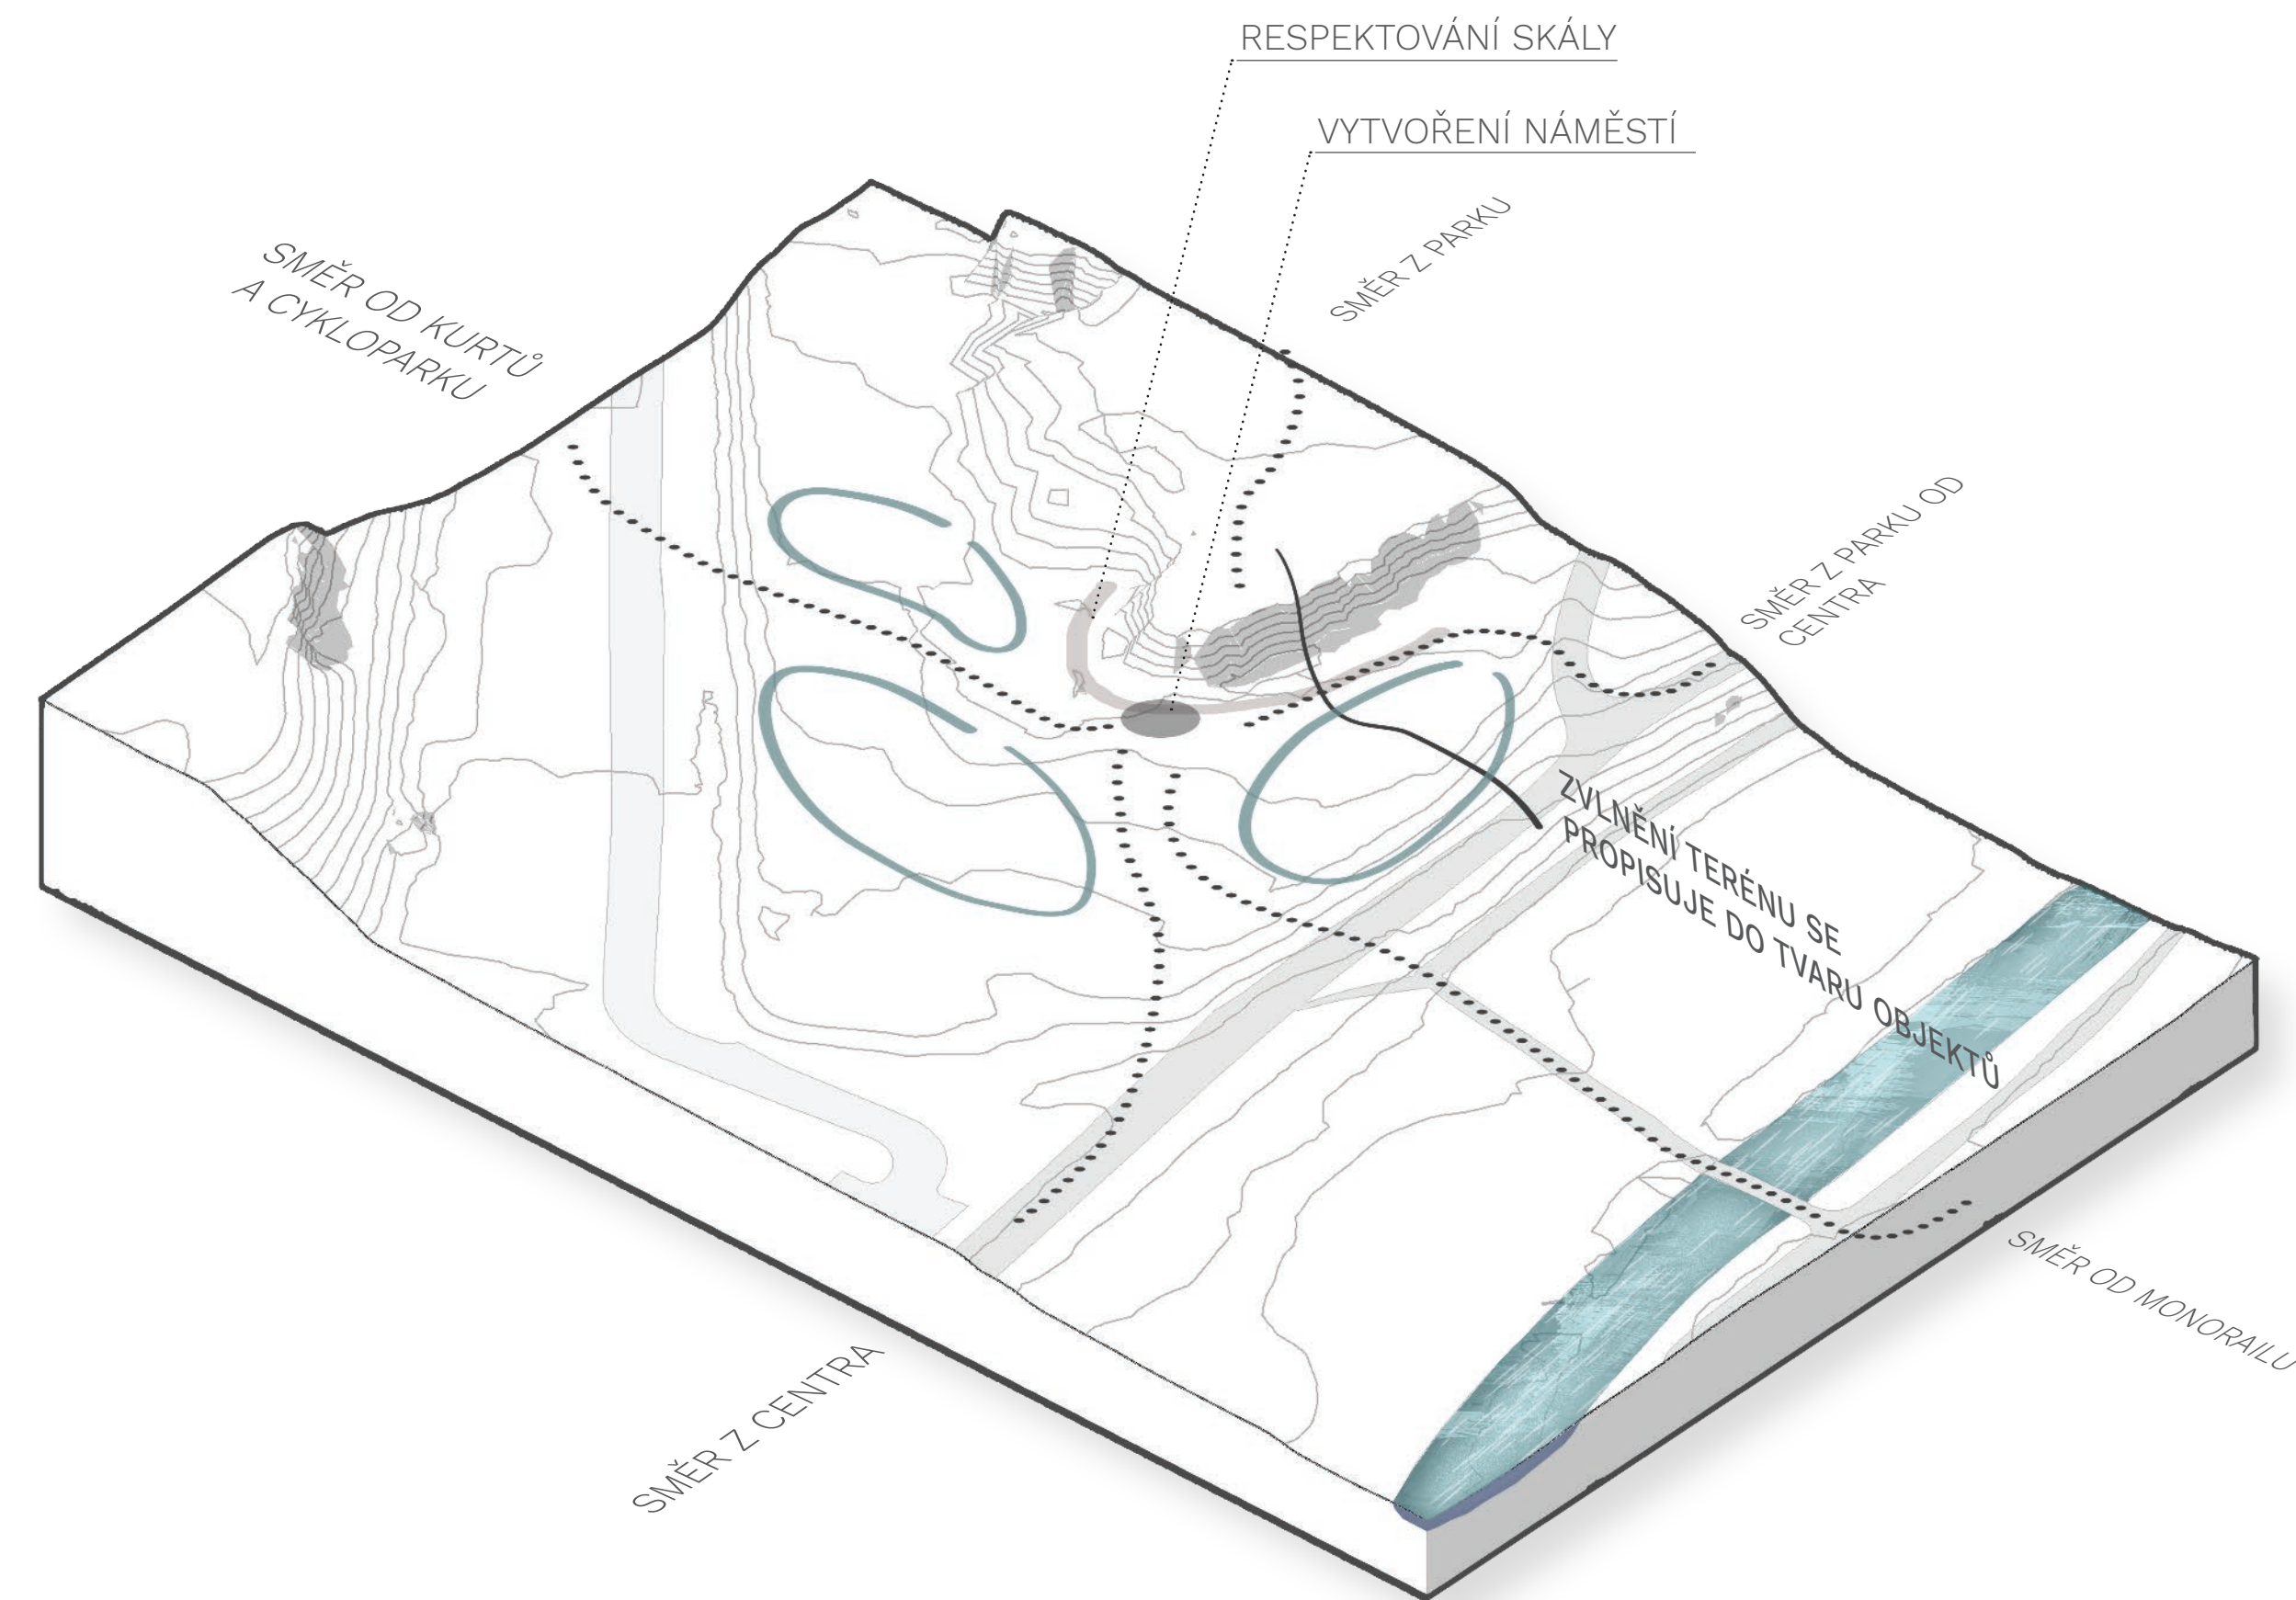 RESPEKTOVÁNÍ SKÁLY
VYTVOŘENÍ NÁMĚSTÍ
SMĚR Z PARKU
SMĚR OD KURTŮ
A CYKLOPARKU
SMĚR Z PARKU OD
CENTRA
ZVLNĚNÍ TERÉNU SE
PROPISUJE DO TVARU OBJEKTŮ
SMĚR OD MONORAILU
SMĚR Z CENTRA